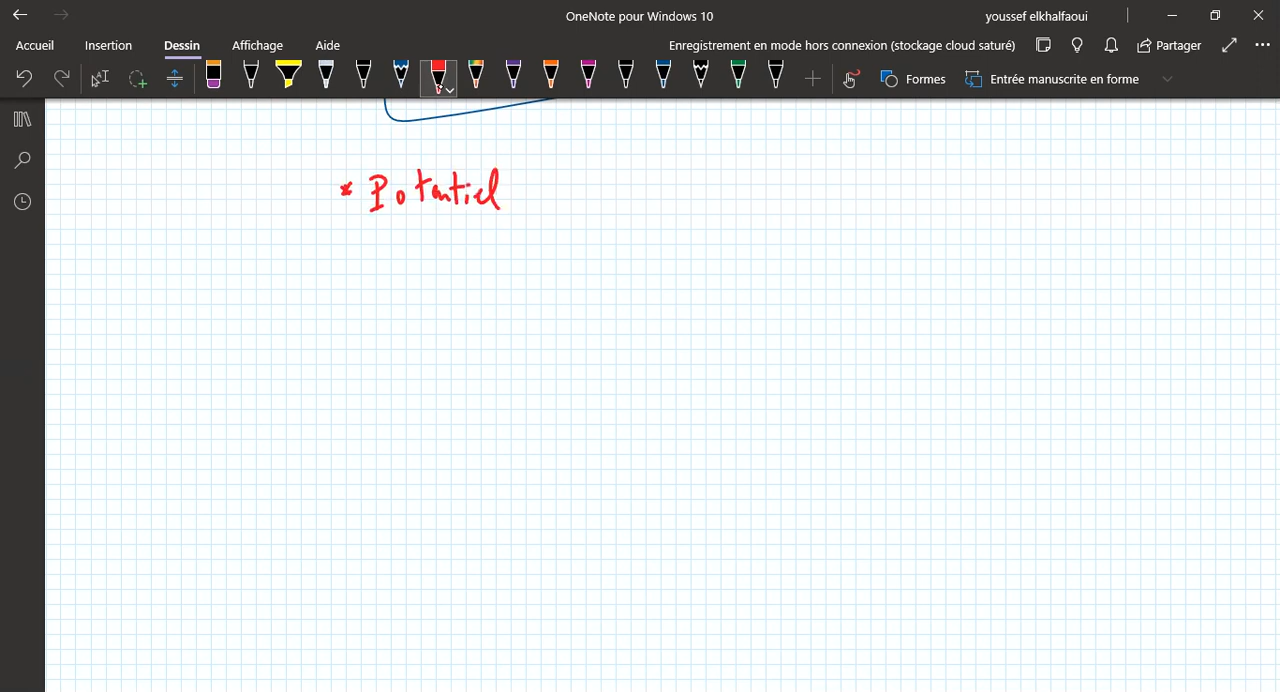 OneNote pour Windows 10
youssef elkhalfaoui
Accueil Insertion Dessin Affichage Aide
Enregistrement en mode hors connexion (stockage cloud saturé)
Partager
Formes
Entrée manuscrite en forme
* Potentiel